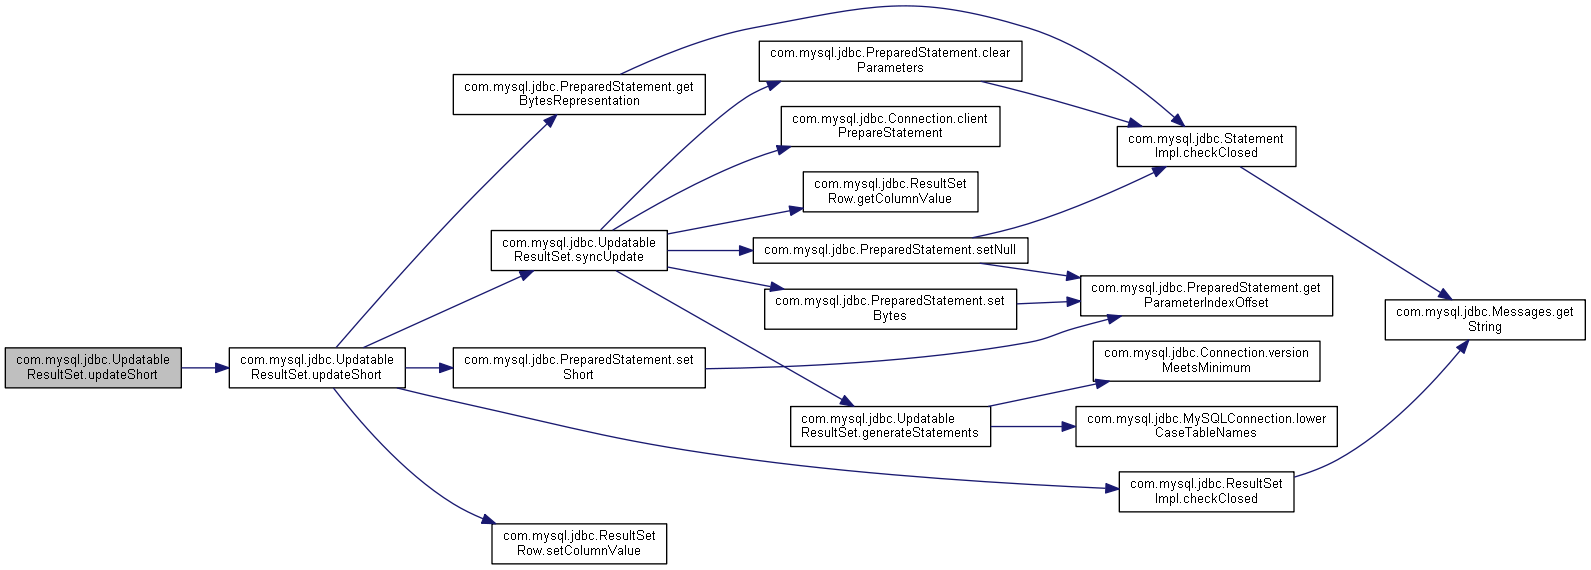 com.mysql.jdbc.Updatable
ResultSet.updateShort
com.mysql.jdbc.Updatable
ResultSet.updateShort
com.mysql.jdbc.PreparedStatement.get
BytesRepresentation
com.mysql.jdbc.Updatable
ResultSet.syncUpdate
com.mysql.jdbc.PreparedStatement.set
Short
com.mysql.jdbc.ResultSet
Row.setColumnValue
com.mysql.jdbc.PreparedStatement.clear
Parameters
com.mysql.jdbc.Connection.client
PrepareStatement
com.mysql.jdbc.ResultSet
Row.getColumnValue
com.mysql.jdbc.PreparedStatement.setNull
com.mysql.jdbc.PreparedStatement.set
Bytes
com.mysql.jdbc.Updatable
ResultSet.generateStatements
com.mysql.jdbc.Statement
Impl.checkClosed
com.mysql.jdbc.PreparedStatement.get
ParameterIndexOffset
com.mysql.jdbc.Connection.version
MeetsMinimum
com.mysql.jdbc.MySQLConnection.lower
CaseTableNames
com.mysql.jdbc.ResultSet
Impl.checkClosed
com.mysql.jdbc.Messages.get
String